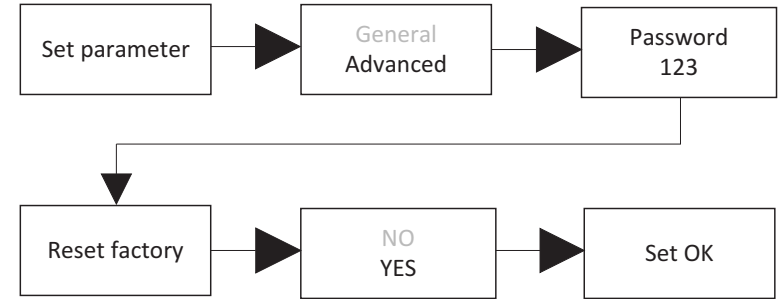 Set parameter
General
Advanced
Password
123
Reset factory
NO
YES
Set OK